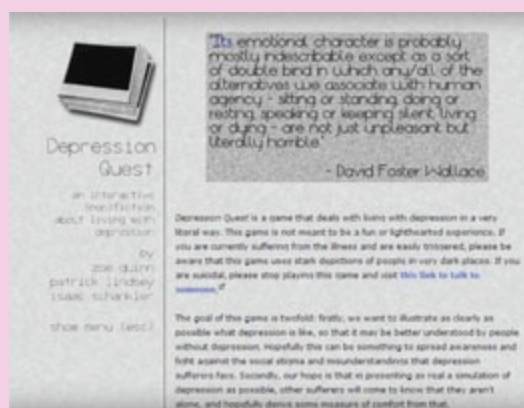 Depression
Quest
an interactive
(non)fiction
about living with
depression
by
zoe quinn
patrick lindsey
isaac schankler
show menu (esc)
"Its emotional character is probably
mostly indescribable except as a sort
of double bind in which any/all of the
alternatives we associate with human
agency - sitting or standing, doing or
resting, speaking or keeping silent, living
or dying - are not just unpleasant but
literally horrible."
- David Foster Wallace
Depression Quest is a game that deals with living with depression in a very
literal way. This game is not meant to be a fun or lighthearted experience. If
you are currently suffering from the illness and are easily triggered, please be
aware that this game uses stark depictions of people in very dark places. If you
are suicidal, please stop playing this game and visit this link to talk to
someone.
The goal of this game is twofold: firstly, we want to illustrate as clearly as
possible what depression is like, so that it may be better understood by people
without depression. Hopefully this can be something to spread awareness and
fight against the social stigma and misunderstandings that depression
sufferers face. Secondly, our hope is that in presenting as real a simulation of
depression as possible, other sufferers will come to know that they aren't
alone, and hopefully derive some measure of comfort from that.